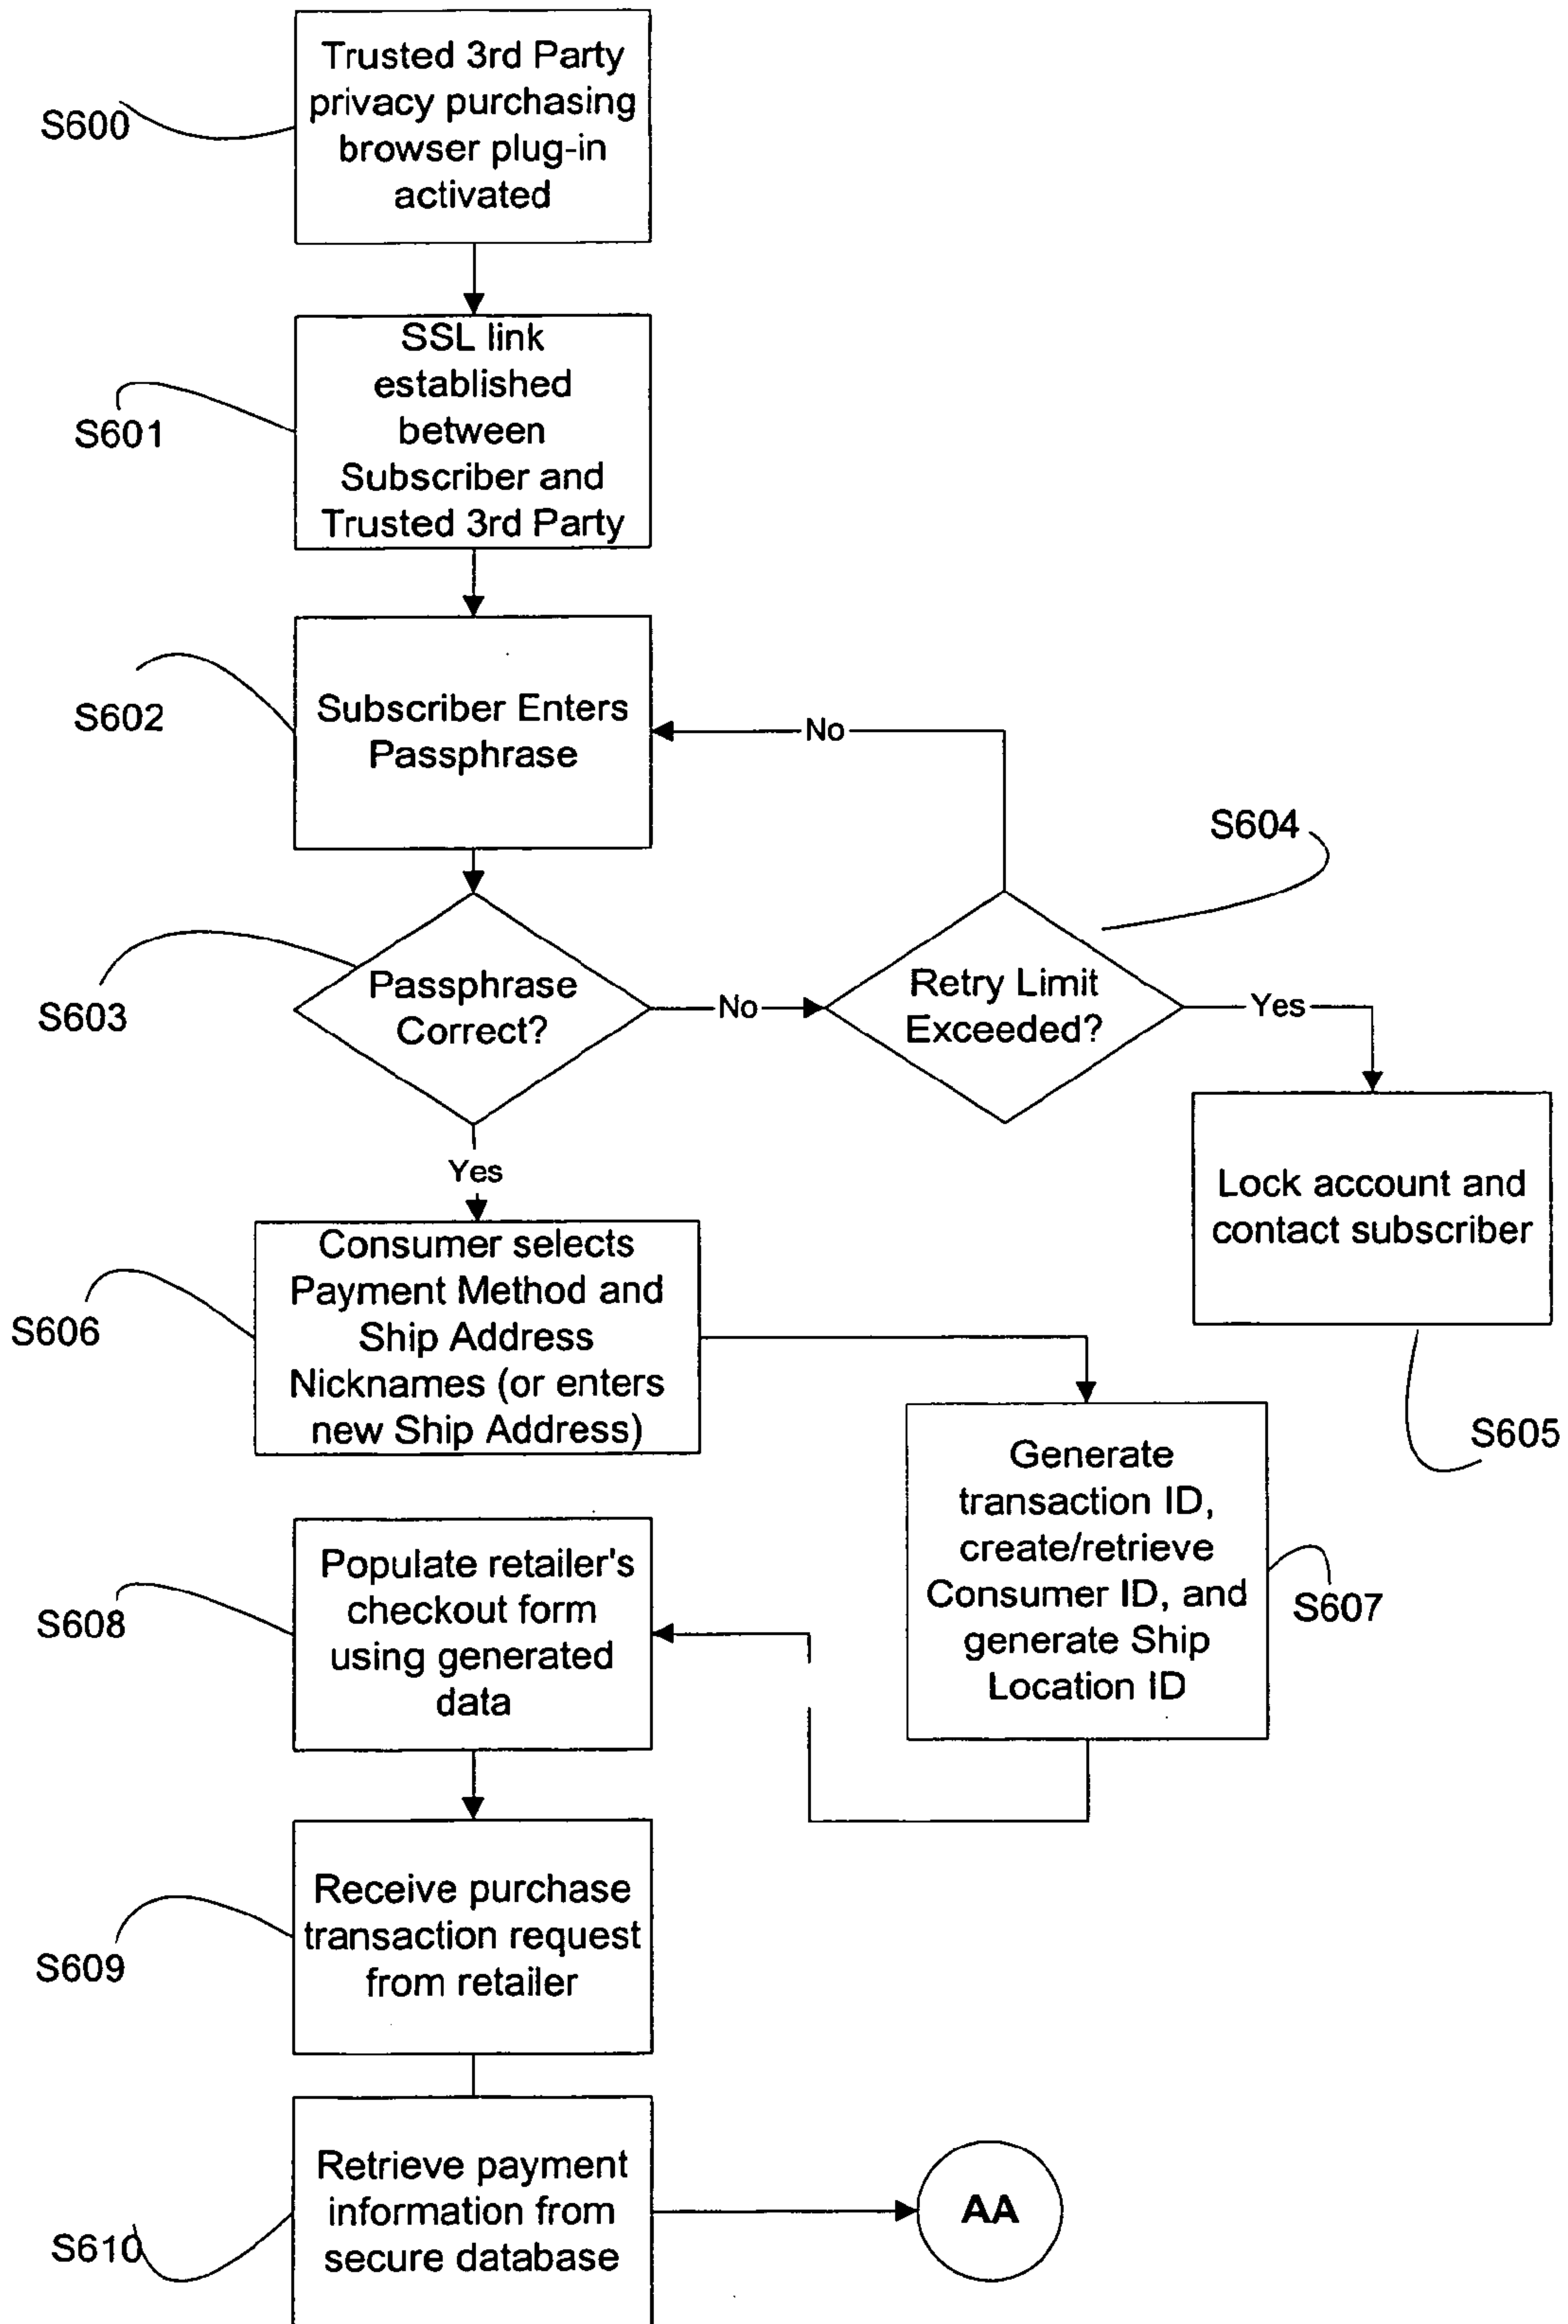 Trusted 3rd Party
privacy purchasing
browser plug-in
activated
S600
SSL link
established
between
Subscriber and
Trusted 3rd Party
S601
Subscriber Enters
Passphrase
S602
No
S604
Passphrase
Correct?
S603
No
Retry Limit
Exceeded?
Yes
Lock account and
contact subscriber
S605
Yes
Consumer selects
Payment Method and
Ship Address
Nicknames (or enters
new Ship Address)
S606
Generate
transaction ID,
create/retrieve
Consumer ID, and
generate Ship
Location ID
S607
Populate retailer's
checkout form
using generated
data
S608
Receive purchase
transaction request
from retailer
S609
Retrieve payment
information from
secure database
S610
AA